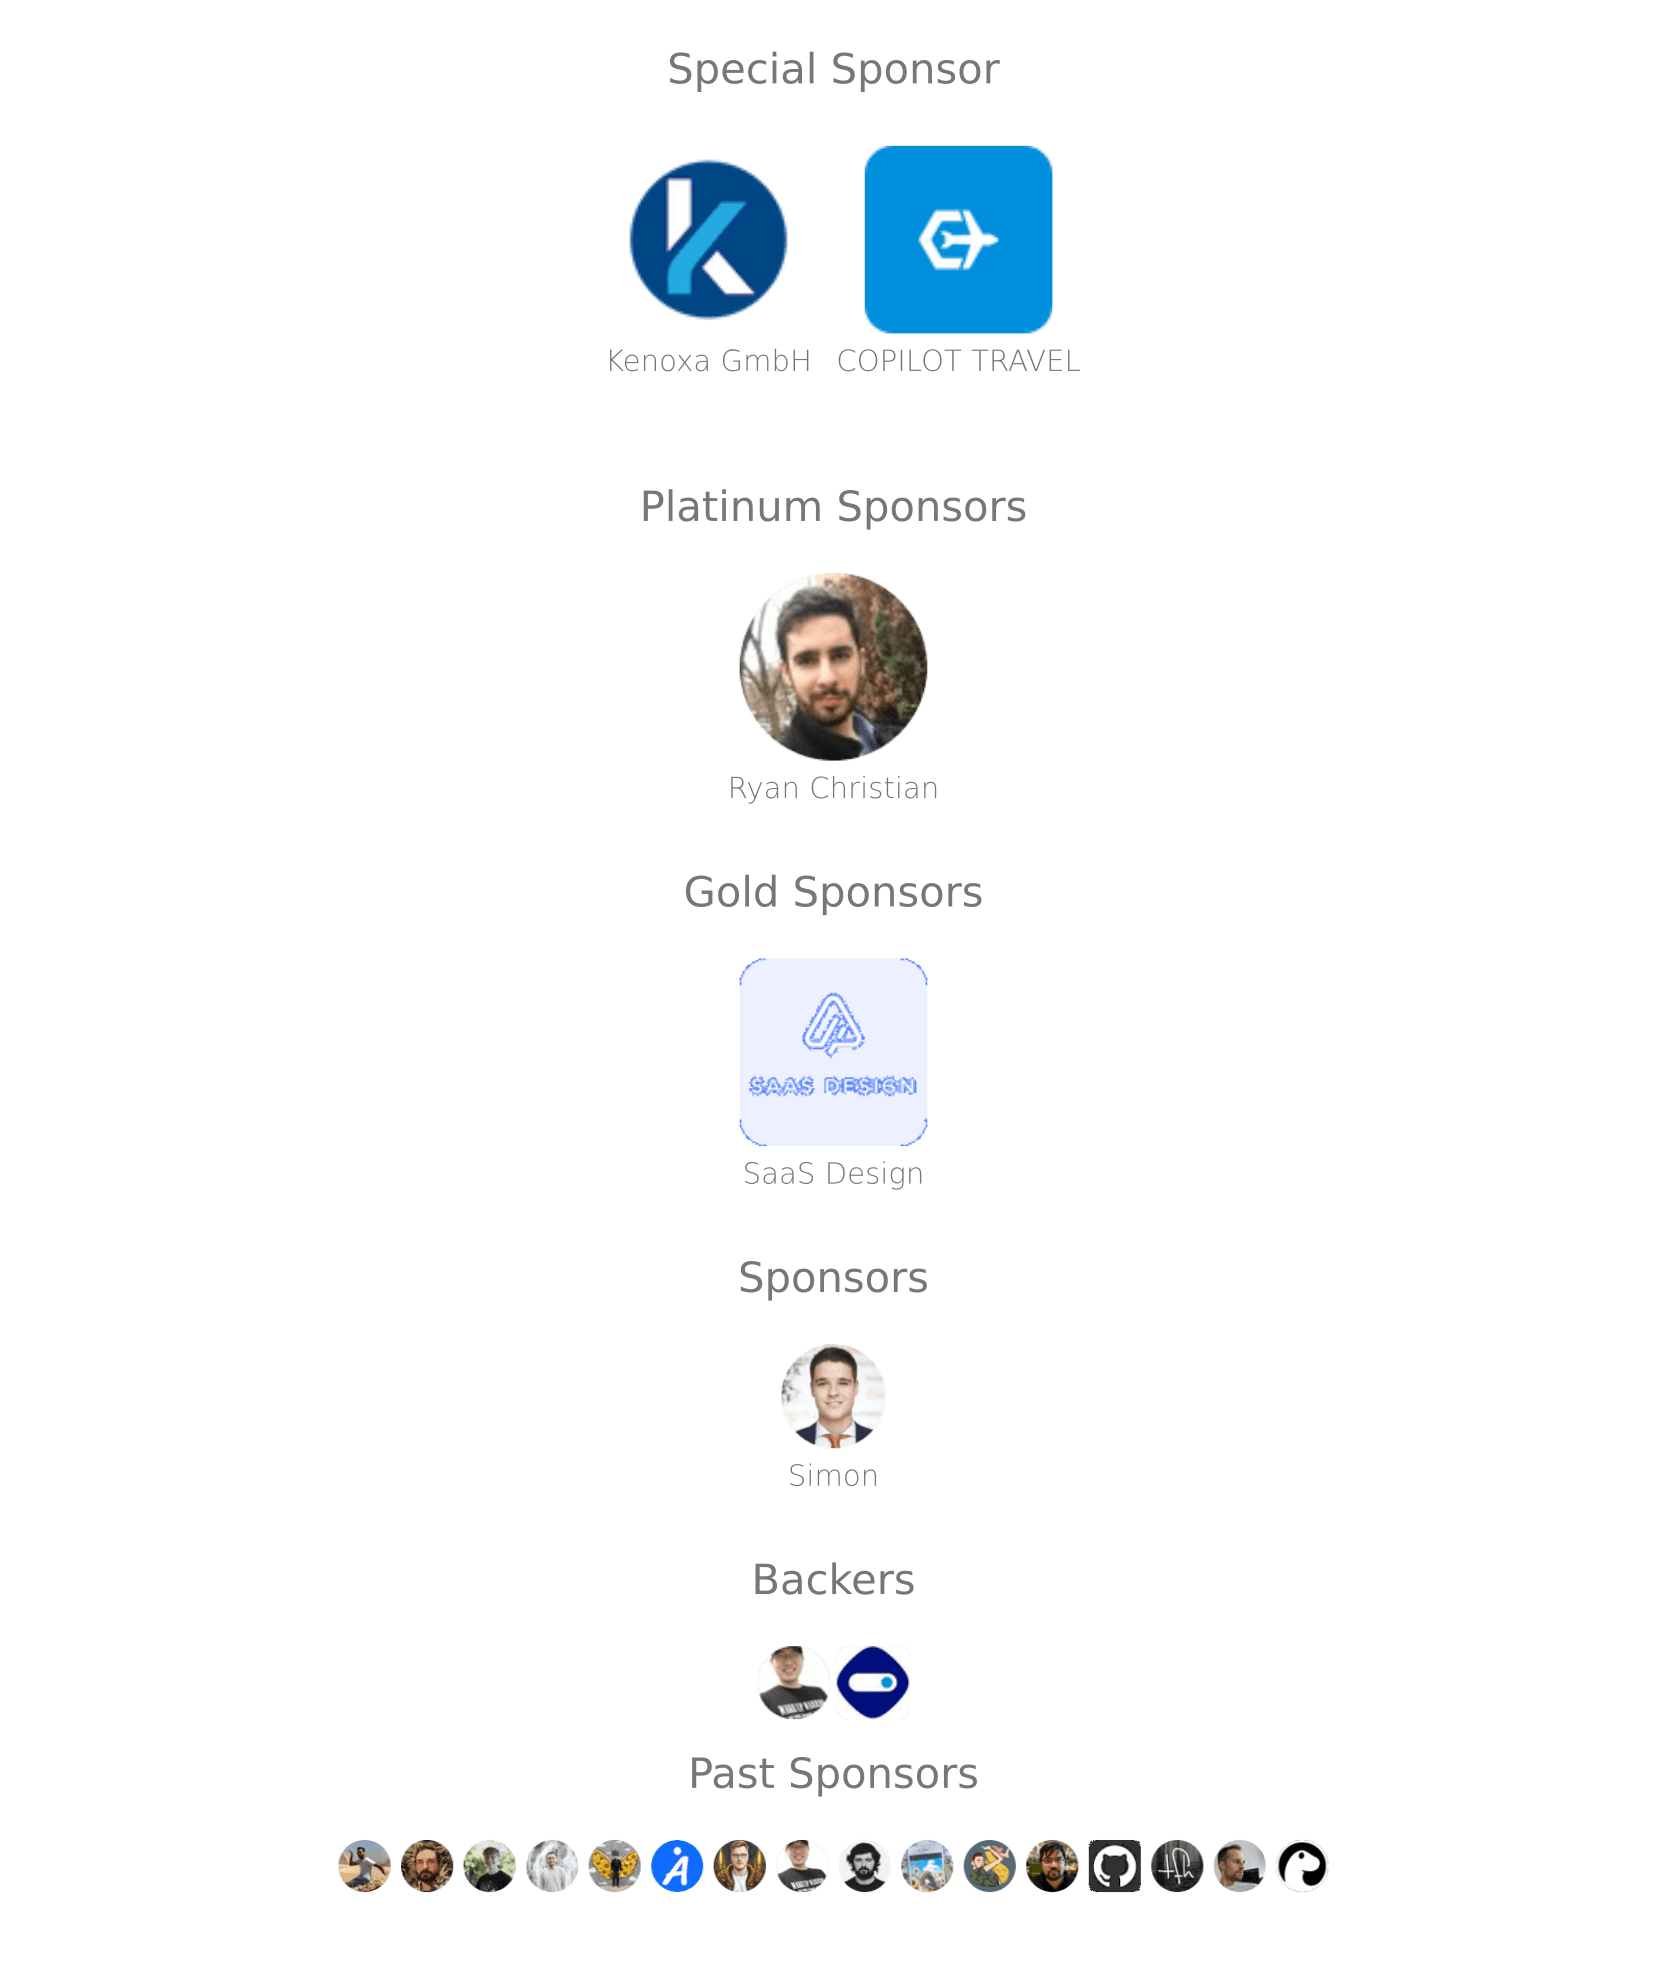 Special Sponsor
Kenoxa GmbH COPILOT TRAVEL
Platinum Sponsors
Ryan Christian
Gold Sponsors
SAAS DESIGN
SaaS Design
Sponsors
Simon
Backers
Past Sponsors